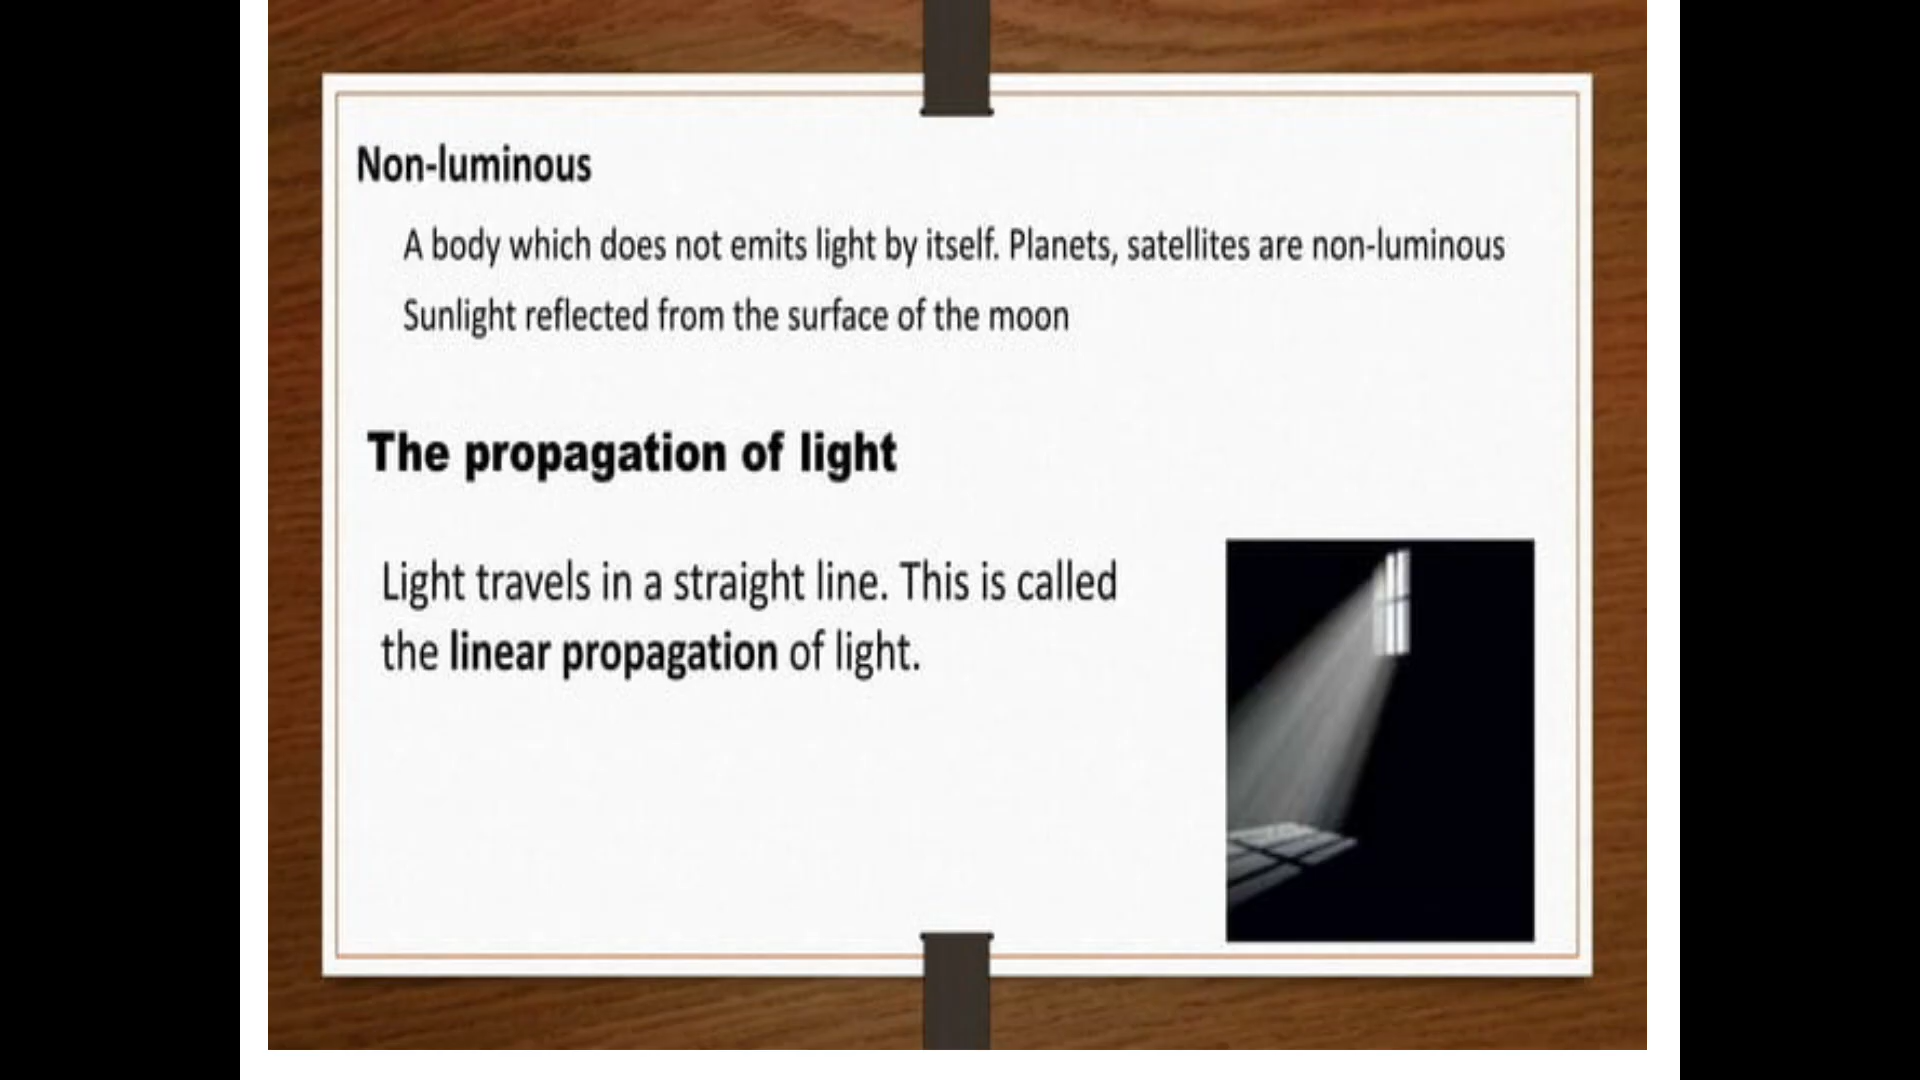 Non-luminous
A body which does not emits light by itself. Planets, satellites are non-luminous
Sunlight reflected from the surface of the moon
The propagation of light
Light travels in a straight line. This is called
the linear propagation of light.